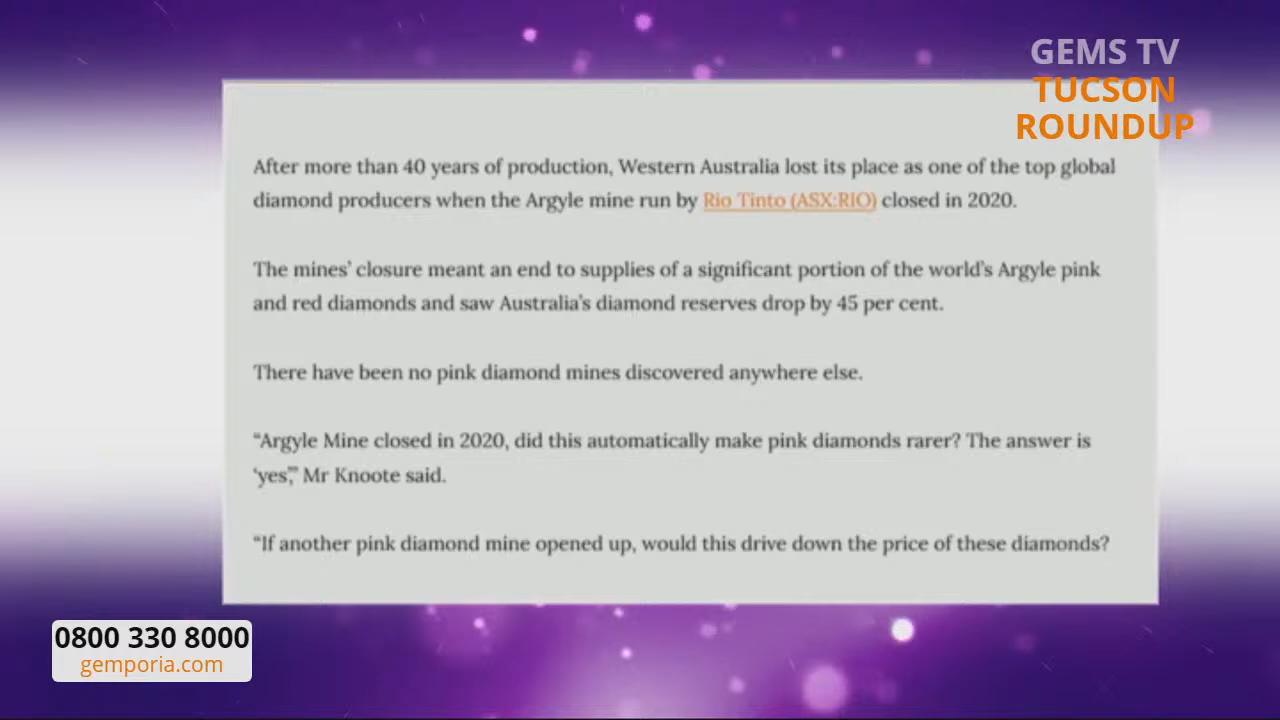 GEMS TV
TUCSON
ROUNDUP
After more than 40 years of production, Western Australia lost its place as one of the top global
diamond producers when the Argyle mine run by Rio Tinto (ASX:RIO) closed in 2020.
The mines’ closure meant an end to supplies of a significant portion of the world’s Argyle pink
and red diamonds and saw Australia’s diamond reserves drop by 45 per cent.
There have been no pink diamond mines discovered anywhere else.
“Argyle Mine closed in 2020, did this automatically make pink diamonds rarer? The answer is
‘yes’,” Mr Knoote said.
“If another pink diamond mine opened up, would this drive down the price of these diamonds?
0800 330 8000
gemporia.com